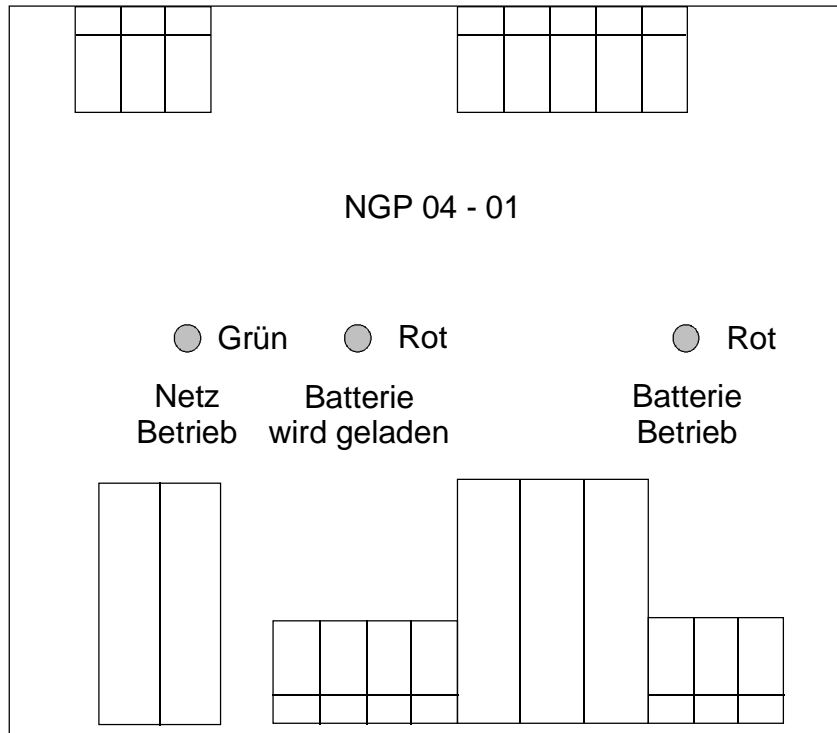 NGP 04 - 01
Grün
Rot
Rot
Netz
Betrieb
Batterie
wird geladen
Batterie
Betrieb